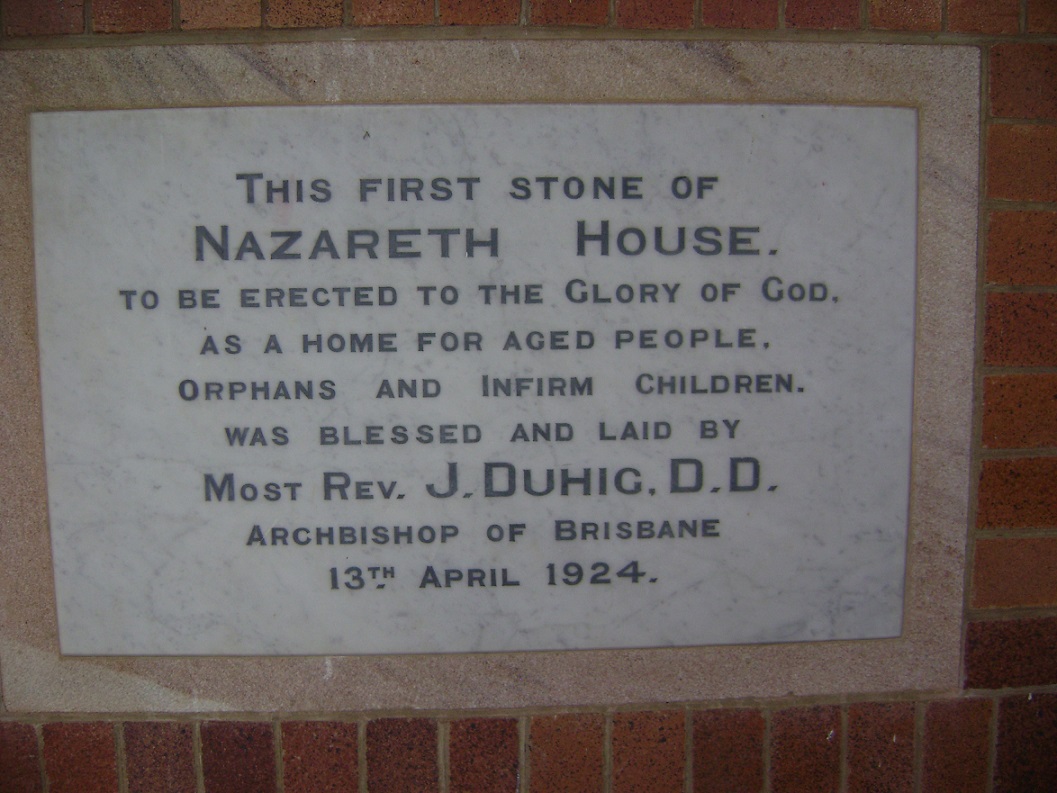 THIS FIRST STONE OF
NAZARETH HOUSE.
TO BE ERECTED TO THE GLORY OF GOD,
AS A HOME FOR AGED PEOPLE,
ORPHANS AND INFIRM CHILDREN.
WAS BLESSED AND LAID BY
MOST REV. J. DUHIG, D.D.
ARCHBISHOP OF BRISBANE
13TH APRIL 1924.